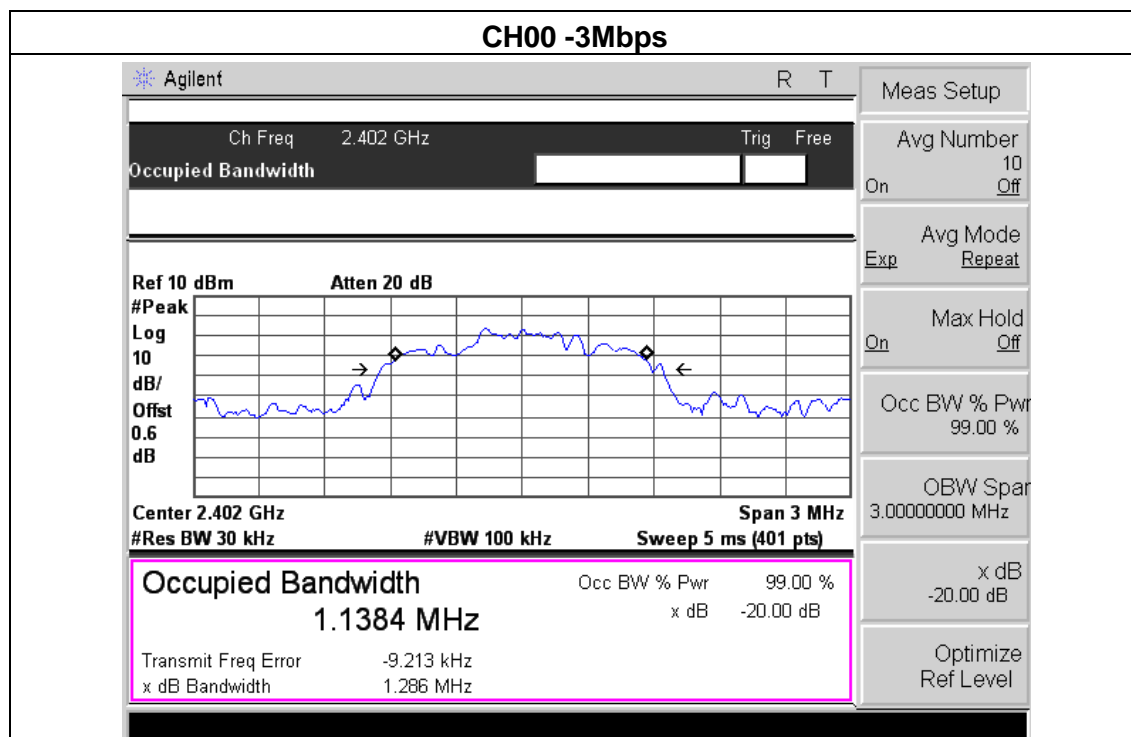 CH00 -3Mbps
Agilent R T
Ch Freq 2.402 GHz Trig Free
Occupied Bandwidth
Ref 10 dBm Atten 20 dB
#Peak
Log
10
dB/
Offst
0.6
dB
Center 2.402 GHz Span 3 MHz
#Res BW 30 kHz #VBW 100 kHz Sweep 5 ms (401 pts)
Occupied Bandwidth Occ BW % Pwr 99.00 %
1.1384 MHz x dB -20.00 dB
Transmit Freq Error -9.213 kHz
x dB Bandwidth 1.286 MHz
Meas Setup
Avg Number
10
On Off
Avg Mode
Exp Repeat
Max Hold
On Off
Occ BW % Pwr
99.00 %
OBW Span
3.00000000 MHz
x dB
-20.00 dB
Optimize
Ref Level